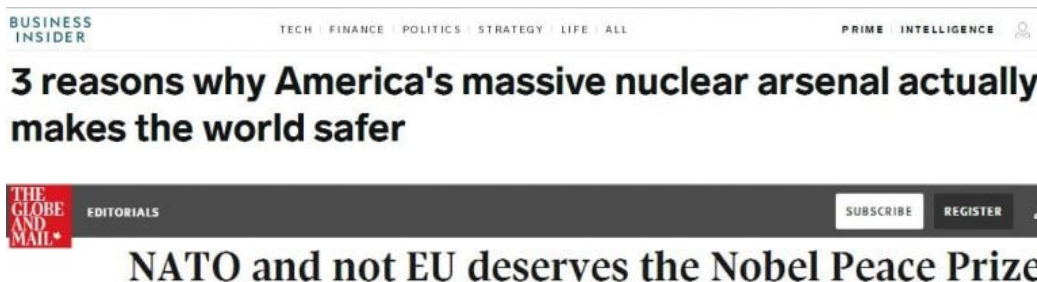 BUSINESS
INSIDER
TECH | FINANCE | POLITICS | STRATEGY | LIFE | ALL
PRIME | INTELLIGENCE
3 reasons why America's massive nuclear arsenal actually
makes the world safer
THE
GLOBE
AND
MAIL
EDITORIALS
SUBSCRIBE
REGISTER
NATO and not EU deserves the Nobel Peace Prize